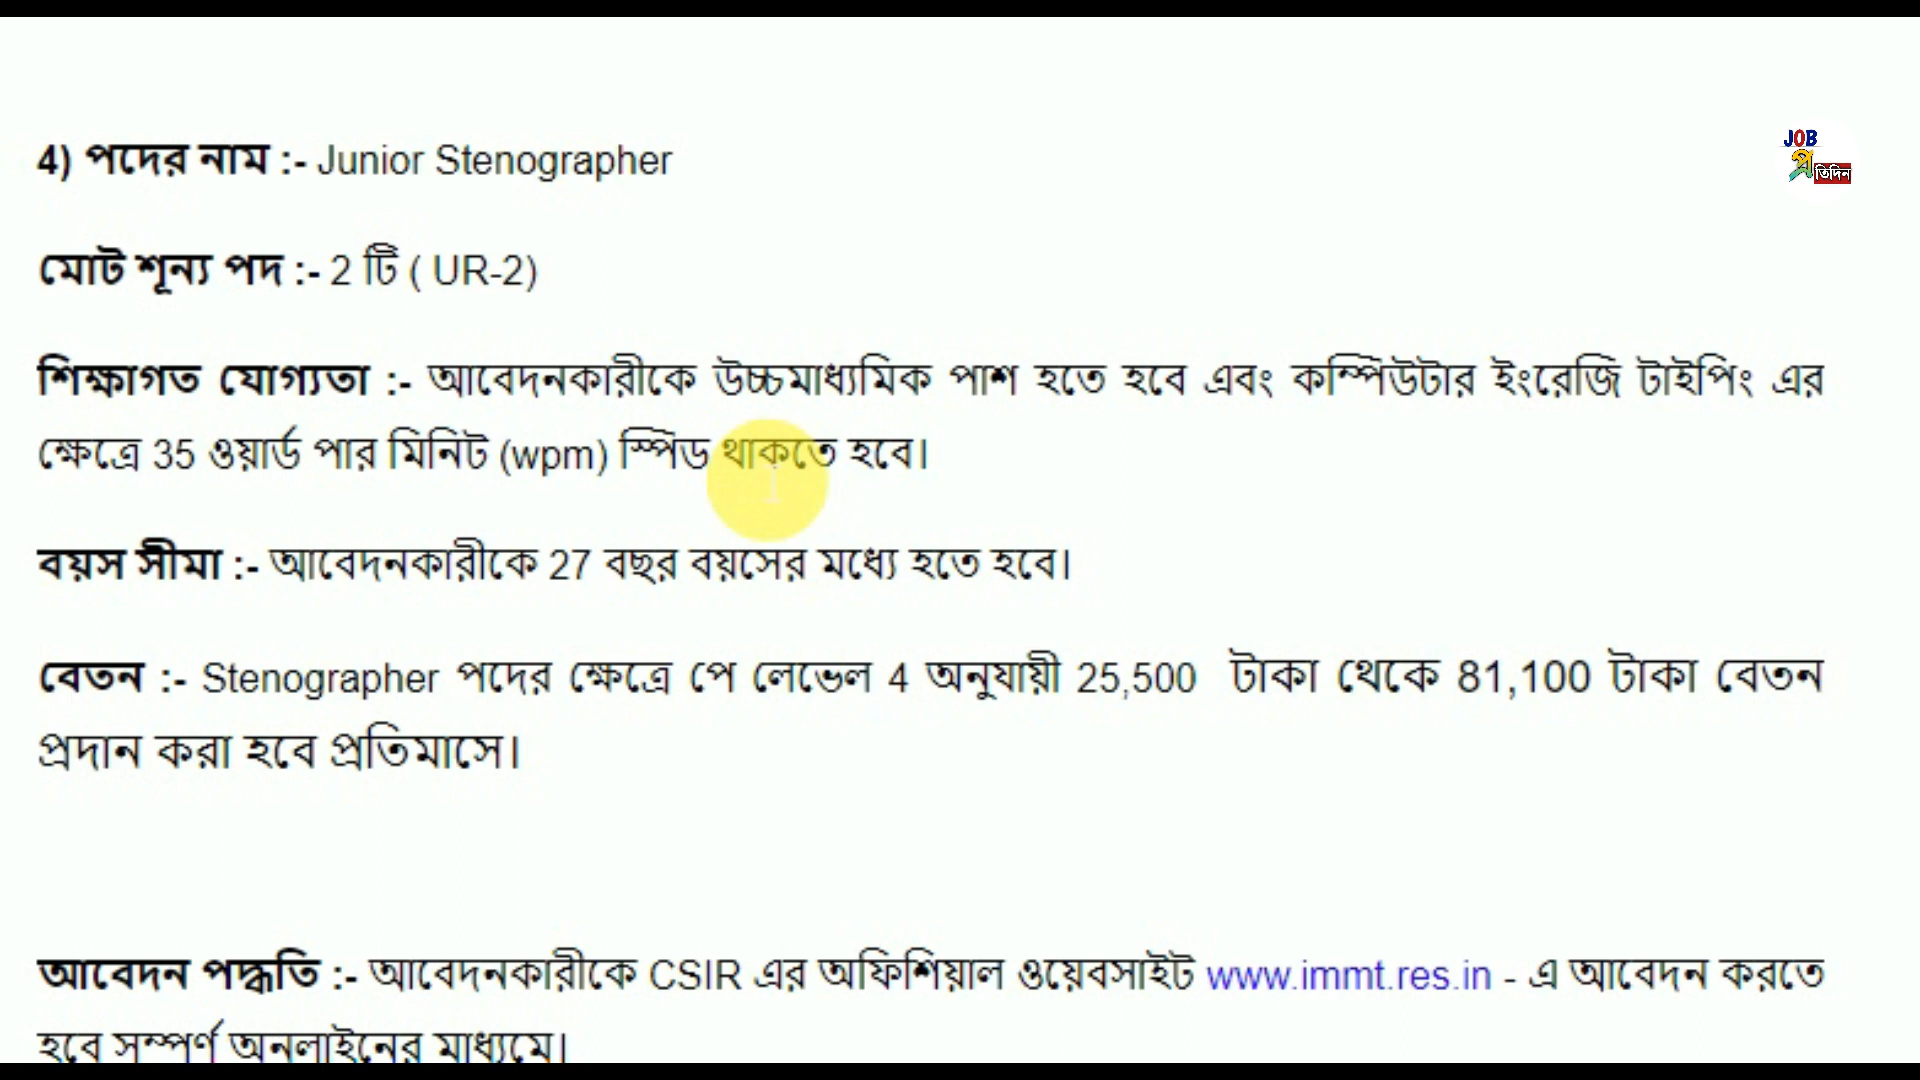 4) পদের নাম :- Junior Stenographer
JOB
প্রতিদিন
মোট শূন্য পদ :- 2 টি ( UR-2)
শিক্ষাগত যোগ্যতা :- আবেদনকারীকে উচ্চমাধ্যমিক পাশ হতে হবে এবং কম্পিউটার ইংরেজি টাইপিং এর
ক্ষেত্রে 35 ওয়ার্ড পার মিনিট (wpm) স্পিড থাকতে হবে।
বয়স সীমা :- আবেদনকারীকে 27 বছর বয়সের মধ্যে হতে হবে।
বেতন :- Stenographer পদের ক্ষেত্রে পে লেভেল 4 অনুযায়ী 25,500 টাকা থেকে 81,100 টাকা বেতন
প্রদান করা হবে প্রতিমাসে।
আবেদন পদ্ধতি :- আবেদনকারীকে CSIR এর অফিশিয়াল ওয়েবসাইট www.immt.res.in - এ আবেদন করতে
হবে সম্পূর্ণ অনলাইনের মাধ্যমে।